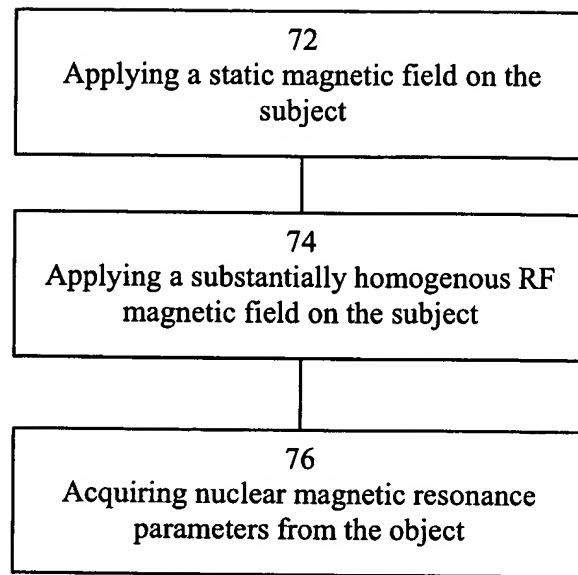 72
Applying a static magnetic field on the
subject
74
Applying a substantially homogenous RF
magnetic field on the subject
76
Acquiring nuclear magnetic resonance
parameters from the object